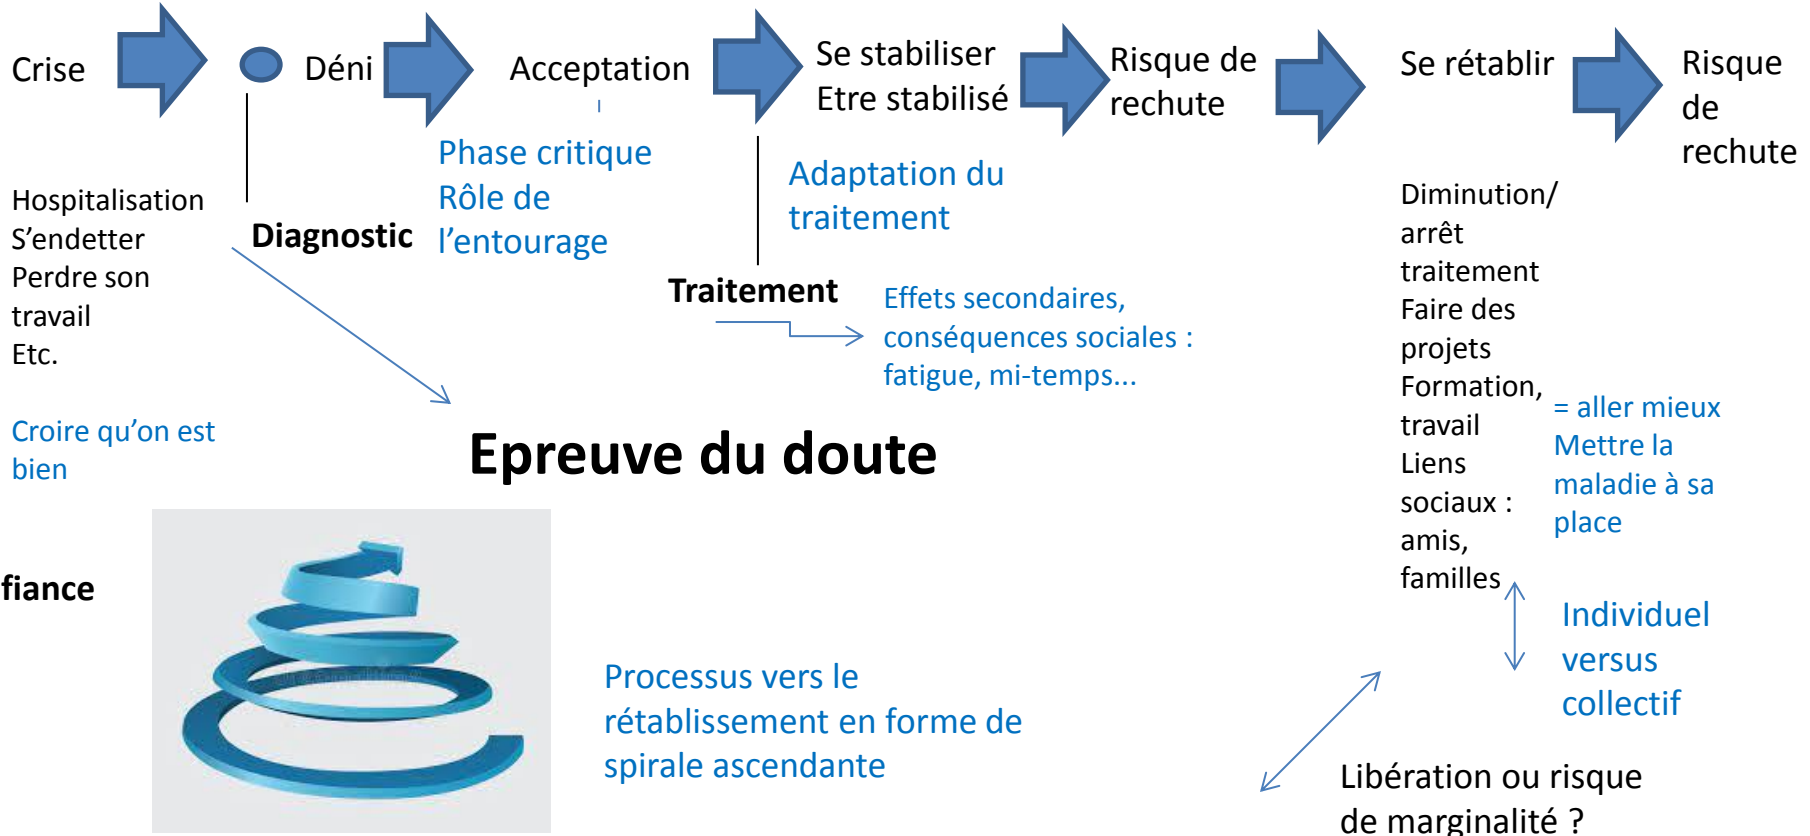 Crise
Déni
Acceptation
Se stabiliser
Etre stabilisé
Risque de
rechute
Se rétablir
Risque
de
rechute
Hospitalisation
S'endetter
Perdre son
travail
Etc.
Croire qu’on est
bien
Diagnostic
Phase critique
Rôle de
l’entourage
Traitement
Adaptation du
traitement
Effets secondaires,
conséquences sociales :
fatigue, mi-temps...
Diminution/
arrêt
traitement
Faire des
projets
Formation,
travail
Liens
sociaux :
amis,
familles
= aller mieux
Mettre la
maladie à sa
place
Epreuve du doute
fiance
Processus vers le
rétablissement en forme de
spirale ascendante
Individuel
versus
collectif
Libération ou risque
de marginalité ?